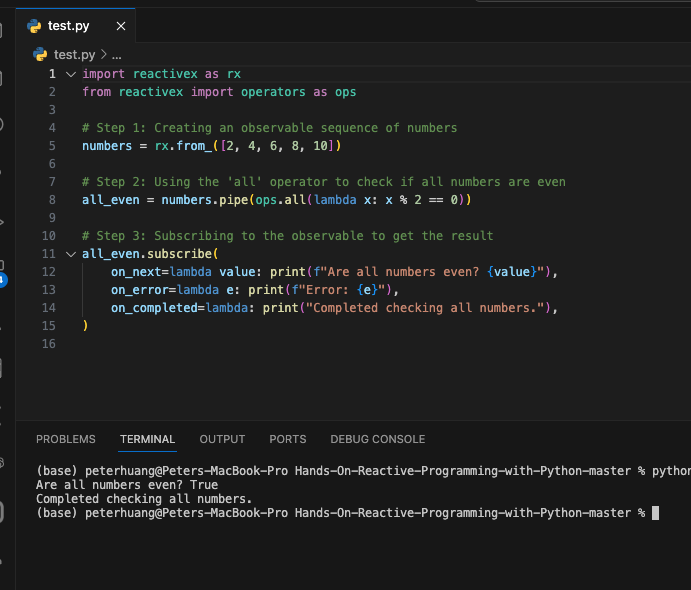 test.py
test.py > ...
1 import reactivex as rx
2 from reactivex import operators as ops
3
4 # Step 1: Creating an observable sequence of numbers
5 numbers = rx.from_([2, 4, 6, 8, 10])
6
7 # Step 2: Using the 'all' operator to check if all numbers are even
8 all_even = numbers.pipe(ops.all(lambda x: x % 2 == 0))
9
10 # Step 3: Subscribing to the observable to get the result
11 all_even.subscribe(
12     on_next=lambda value: print(f"Are all numbers even? {value}"),
13     on_error=lambda e: print(f"Error: {e}"),
14     on_completed=lambda: print("Completed checking all numbers."),
15 )
16
PROBLEMS TERMINAL OUTPUT PORTS DEBUG CONSOLE
(base) peterhuang@Peters-MacBook-Pro Hands-On-Reactive-Programming-with-Python-master % python
Are all numbers even? True
Completed checking all numbers.
(base) peterhuang@Peters-MacBook-Pro Hands-On-Reactive-Programming-with-Python-master %